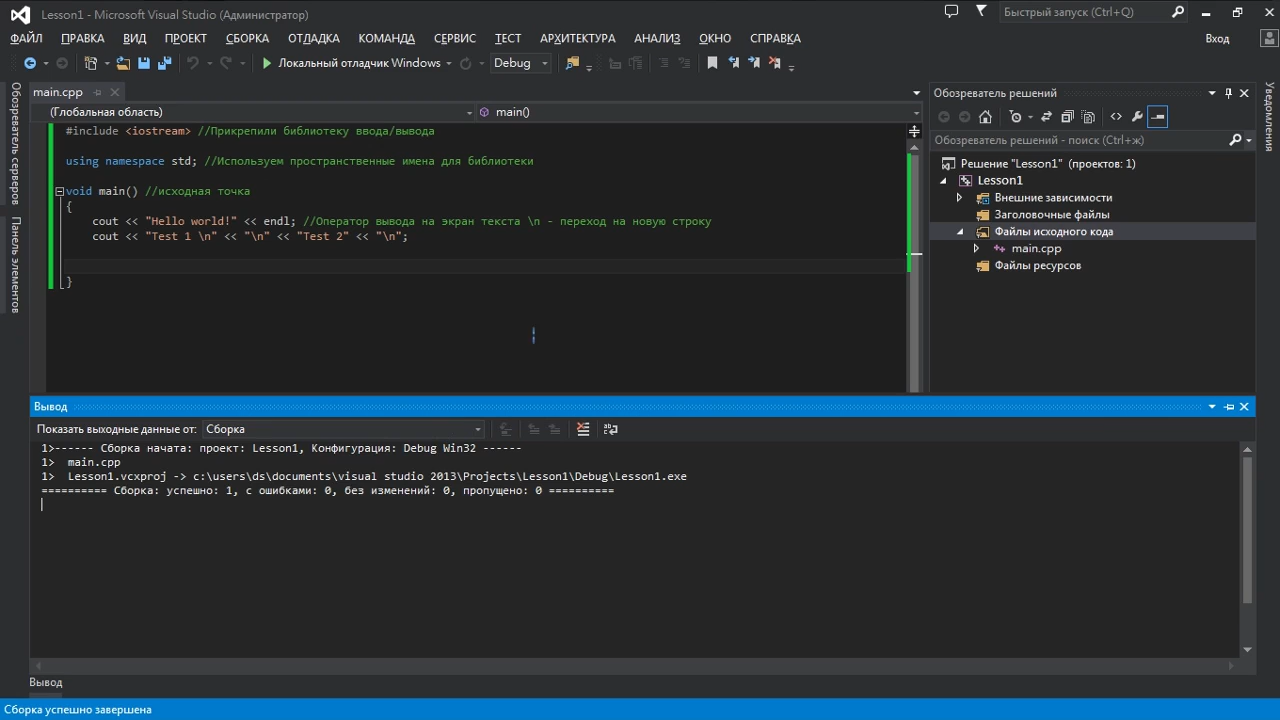 Lesson1 - Microsoft Visual Studio (Администратор)
Быстрый запуск (Ctrl+Q)
ФАЙЛ ПРАВКА ВИД ПРОЕКТ СБОРКА ОТЛАДКА КОМАНДА СЕРВИС ТЕСТ АРХИТЕКТУРА АНАЛИЗ ОКНО СПРАВКА Вход
Локальный отладчик Windows Debug
Обозреватель серверов
Панель элементов
main.cpp
(Глобальная область) main()
#include <iostream> //Прикрепили библиотеку ввода/вывода
using namespace std; //Используем пространственные имена для библиотеки
void main() //исходная точка
{
cout << "Hello world!" << endl; //Оператор вывода на экран текста \n - переход на новую строку
cout << "Test 1 \n" << "\n" << "Test 2" << "\n";
}
Обозреватель решений
Обозреватель решений - поиск (Ctrl+ж)
Решение "Lesson1" (проектов: 1)
Lesson1
Внешние зависимости
Заголовочные файлы
Файлы исходного кода
main.cpp
Файлы ресурсов
Уведомления
Вывод
Показать выходные данные от: Сборка
1>------ Сборка начата: проект: Lesson1, Конфигурация: Debug Win32 ------
1> main.cpp
1> Lesson1.vcxproj -> c:\users\ds\documents\visual studio 2013\Projects\Lesson1\Debug\Lesson1.exe
========== Сборка: успешно: 1, с ошибками: 0, без изменений: 0, пропущено: 0 ==========
Вывод
Сборка успешно завершена